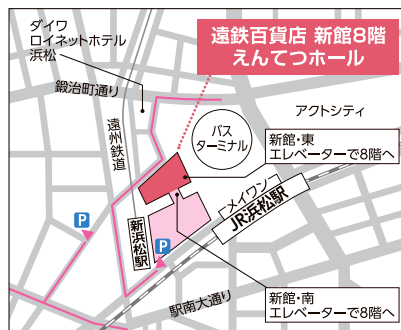 遠鉄百貨店 新館8階
えんてつホール
ダイワ
ロイネットホテル
浜松
鍛冶町通り
アクトシティ
遠州鉄道
バス
ターミナル
新館・東
エレベーターで8階へ
メイワン
JR浜松駅
P
新浜松駅
P
新館・南
エレベーターで8階へ
駅南大通り